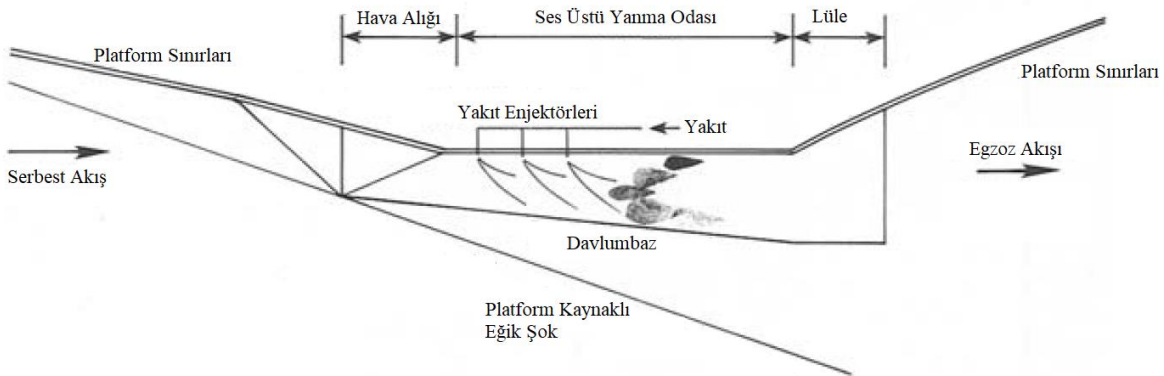 Hava Alığı
Ses Üstü Yanma Odası
Lüle
Platform Sınırları
Platform Sınırları
Yakıt Enjektörleri
Yakıt
Serbest Akış
Egzoz Akışı
Davlumbaz
Platform Kaynaklı
Eğik Şok